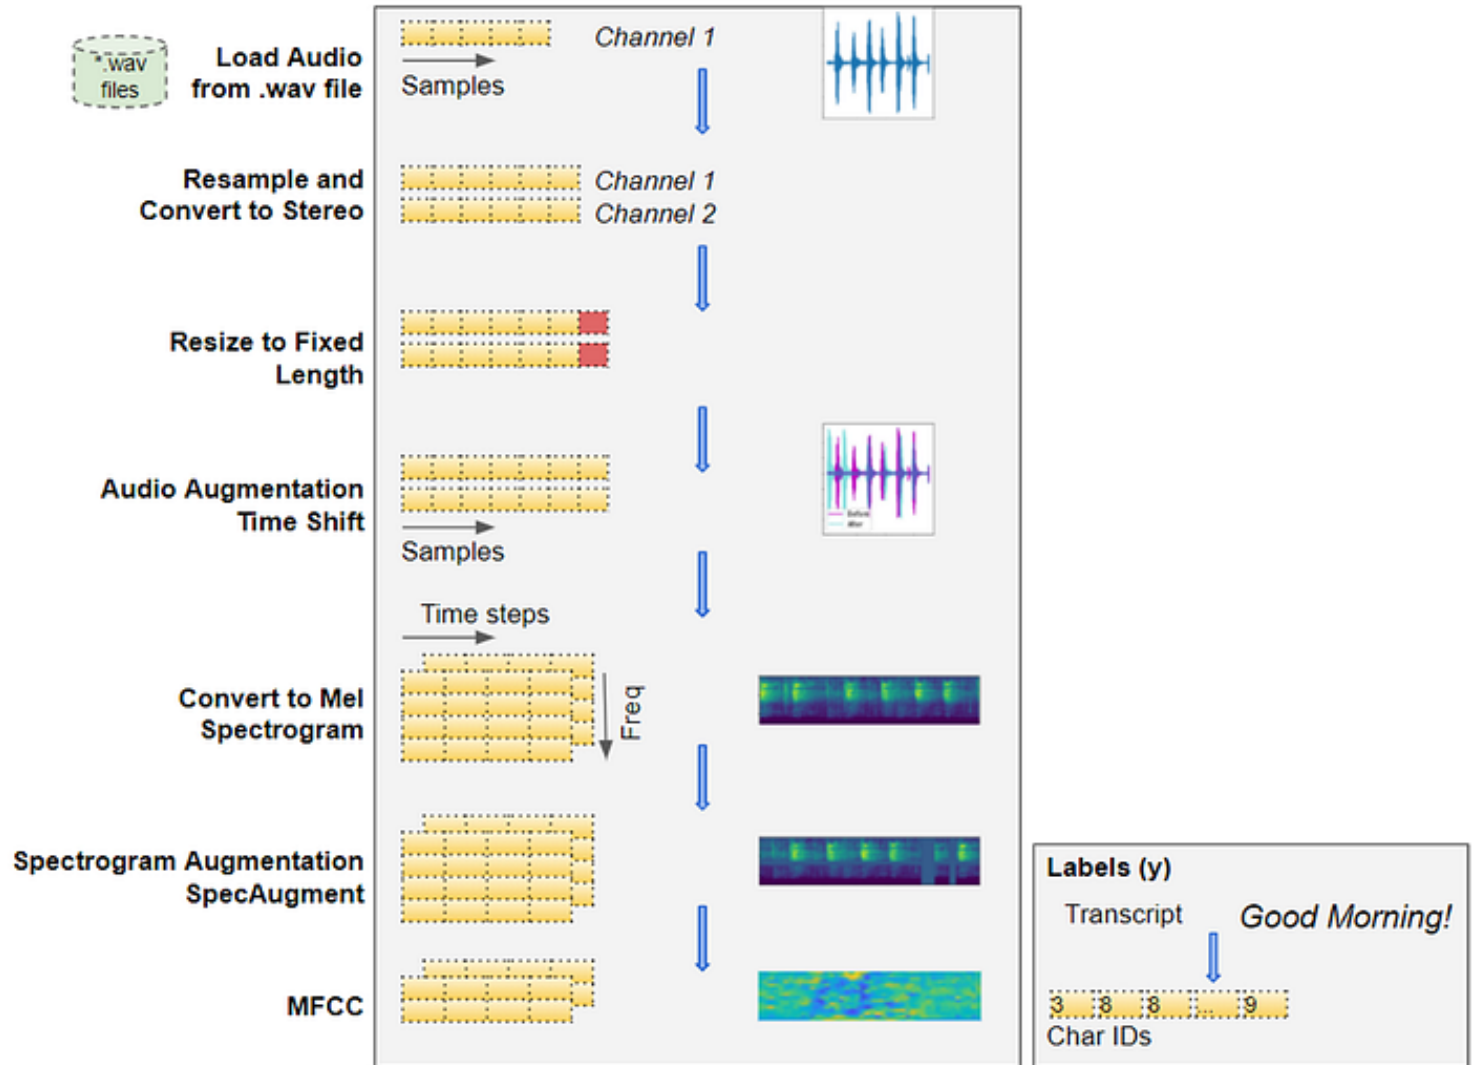 *.wav
files
Load Audio
from .wav file
Channel 1
Samples
Resample and
Convert to Stereo
Channel 1
Channel 2
Resize to Fixed
Length
Audio Augmentation
Time Shift
Samples
Time steps
Freq
Convert to Mel
Spectrogram
Spectrogram Augmentation
SpecAugment
MFCC
Labels (y)
Transcript
Good Morning!
3 8 8 ... 9
Char IDs